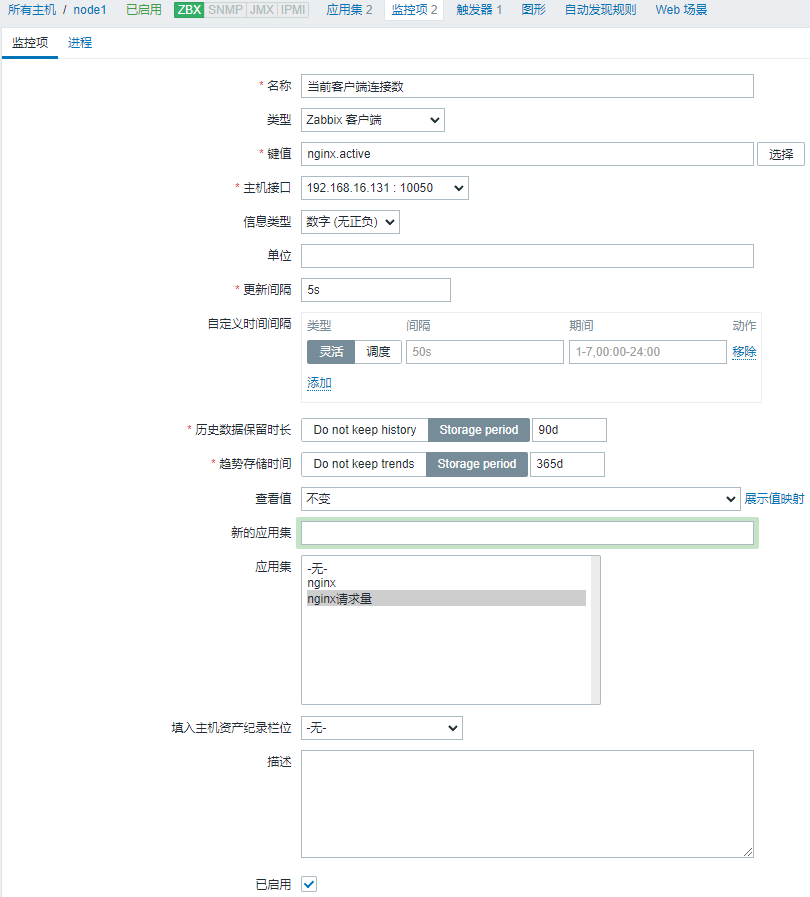 所有主机 / node1 已启用 ZBX SNMP JMX IPMI 应用集 2 监控项 2 触发器 1 图形 自动发现规则 Web 场景
监控项 进程
* 名称 当前客户端连接数
类型 Zabbix 客户端
* 键值 nginx.active 选择
* 主机接口 192.168.16.131 : 10050
信息类型 数字 (无正负)
单位
* 更新间隔 5s
自定义时间间隔 类型 间隔 期间 动作
灵活 调度 50s 1-7,00:00-24:00 移除
添加
* 历史数据保留时长 Do not keep history Storage period 90d
* 趋势存储时间 Do not keep trends Storage period 365d
查看值 不变 展示值映射
新的应用集
应用集 -无-
nginx
nginx请求量
填入主机资产纪录栏位 -无-
描述
已启用